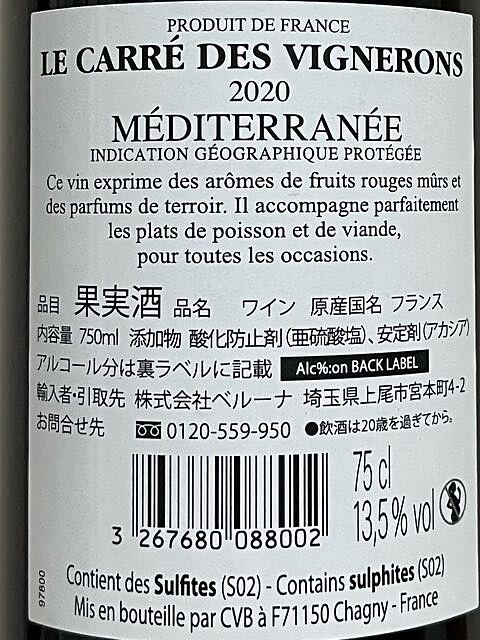 PRODUIT DE FRANCE
LE CARRÉ DES VIGNERONS
2020
MÉDITERRANÉE
INDICATION GÉOGRAPHIQUE PROTÉGÉE
Ce vin exprime des arômes de fruits rouges mûrs et
des parfums de terroir. Il accompagne parfaitement
les plats de poisson et de viande,
pour toutes les occasions.
品目 果実酒 品名 ワイン 原産国名 フランス
内容量 750ml 添加物 酸化防止剤(亜硫酸塩)、安定剤(アカシア)
アルコール分は裏ラベルに記載 Alc%:on BACK LABEL
輸入者・引取先 株式会社ベルーナ 埼玉県上尾市宮本町4-2
お問合せ先 0120-559-950 ●飲酒は20歳を過ぎてから。
75 cl
13,5% vol
3 267680 088002
97800
Contient des Sulfites (S02) - Contains sulphites (S02)
Mis en bouteille par CVB à F71150 Chagny - France